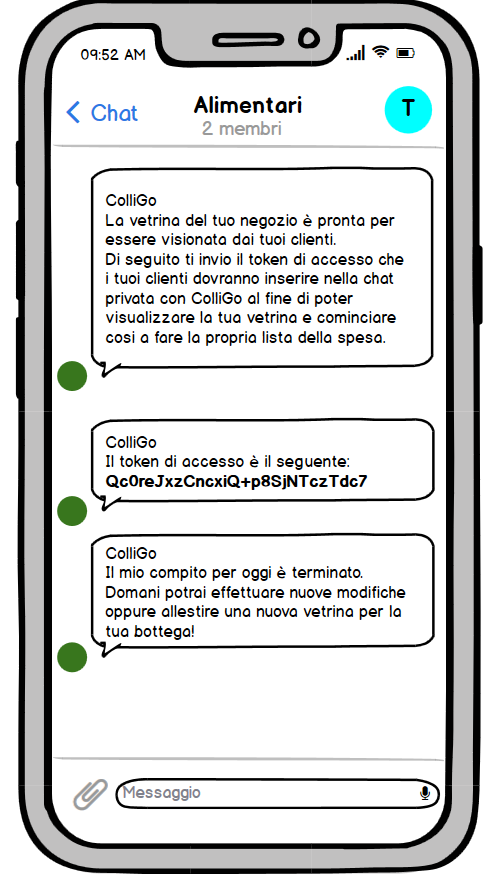 09:52 AM
Chat
Alimentari
2 membri
T
ColliGo
La vetrina del tuo negozio è pronta per
essere visionata dai tuoi clienti.
Di seguito ti invio il token di accesso che
i tuoi clienti dovranno inserire nella chat
privata con ColliGo al fine di poter
visualizzare la tua vetrina e cominciare
cosi a fare la propria lista della spesa.
ColliGo
Il token di accesso è il seguente:
Qc0reJxzCncxiQ+p8SjNTczTdc7
ColliGo
Il mio compito per oggi è terminato.
Domani potrai effettuare nuove modifiche
oppure allestire una nuova vetrina per la
tua bottega!
Messaggio